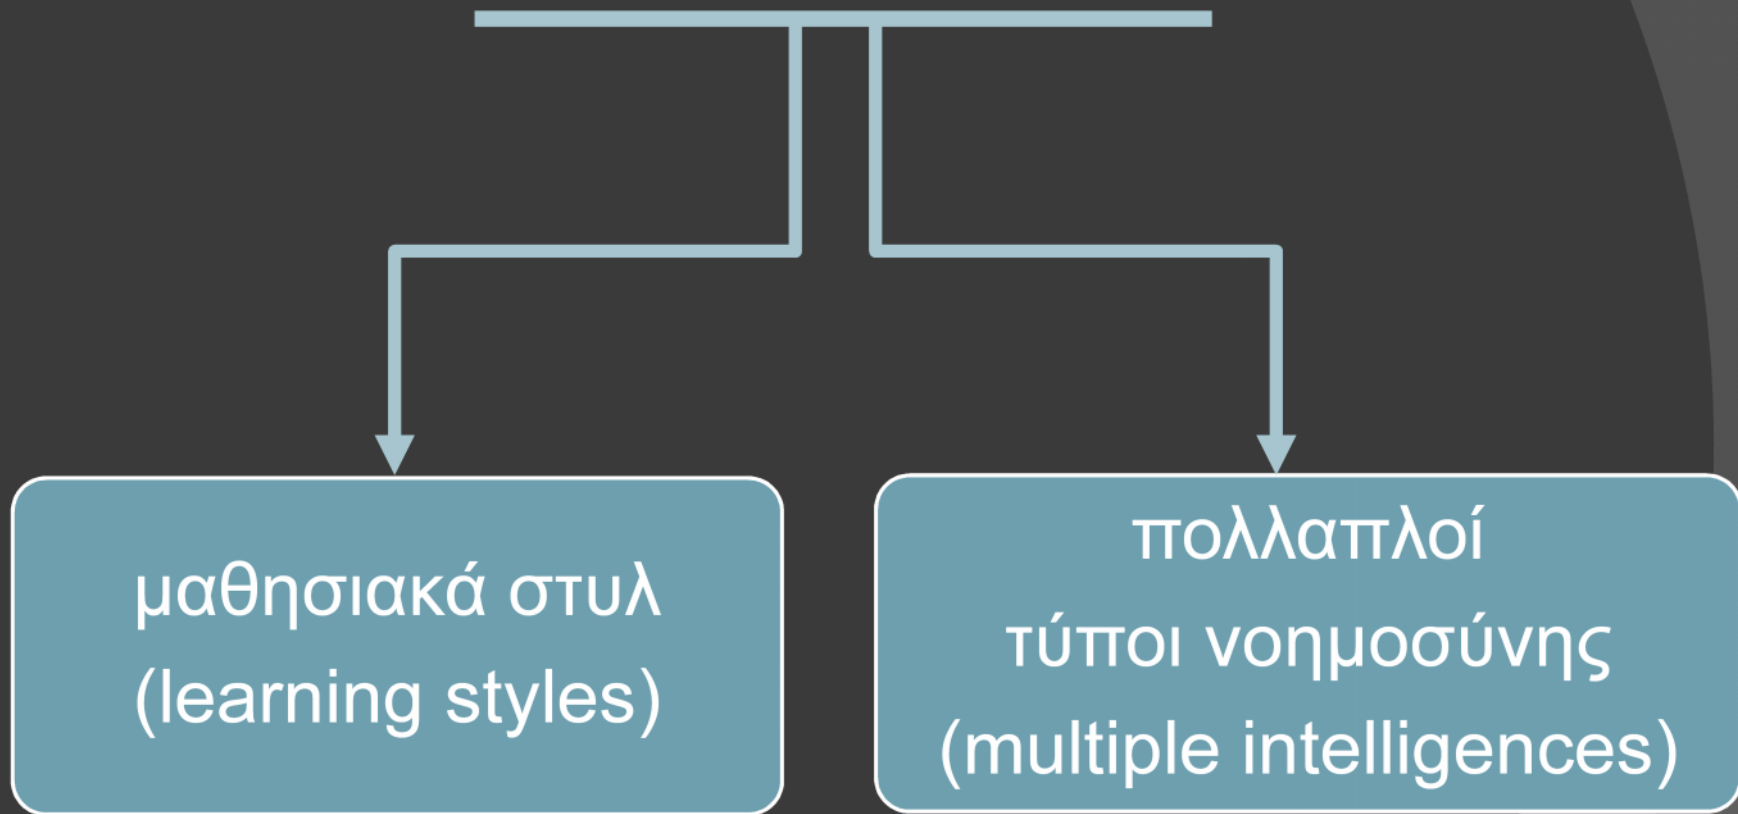 μαθησιακά στυλ
(learning styles)
πολλαπλοί
τύποι νοημοσύνης
(multiple intelligences)